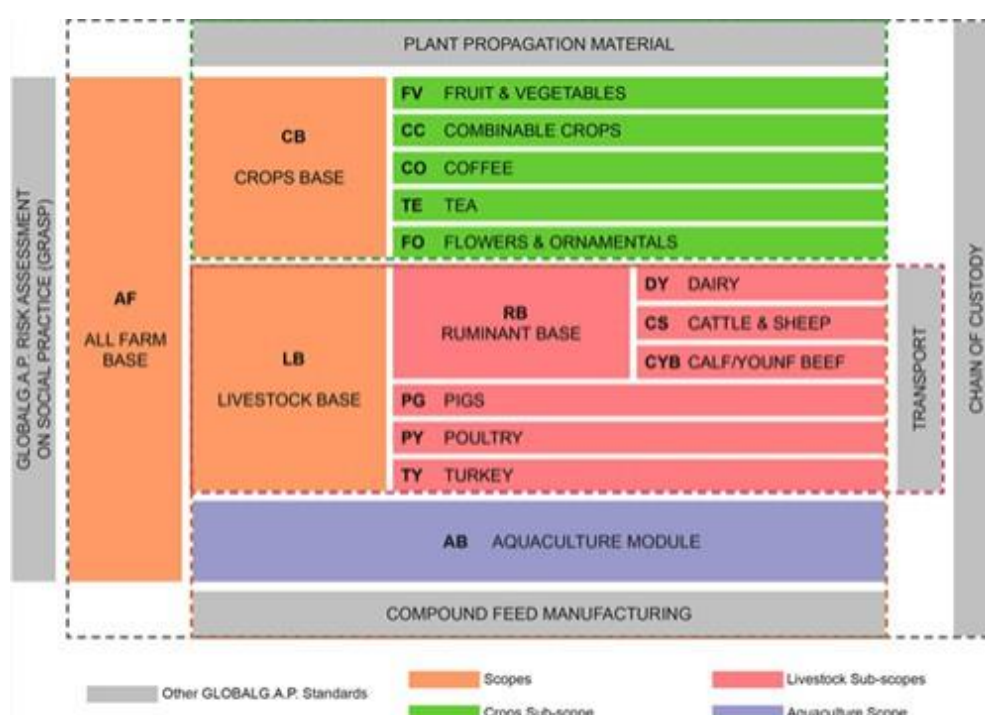 PLANT PROPAGATION MATERIAL
GLOBALG.A.P. RISK ASSESSMENT
ON SOCIAL PRACTICE (GRASP)
AF
ALL FARM
BASE
CB
CROPS BASE
FV FRUIT & VEGETABLES
CC COMBINABLE CROPS
CO COFFEE
TE TEA
FO FLOWERS & ORNAMENTALS
LB
LIVESTOCK BASE
RB
RUMINANT BASE
DY DAIRY
CS CATTLE & SHEEP
CYB CALF/YOUNF BEEF
PG PIGS
PY POULTRY
TY TURKEY
TRANSPORT
CHAIN OF CUSTODY
AB AQUACULTURE MODULE
COMPOUND FEED MANUFACTURING
Other GLOBALG.A.P. Standards
Scopes
Livestock Sub-scopes
Crops Sub-scope
Aquaculture Scope